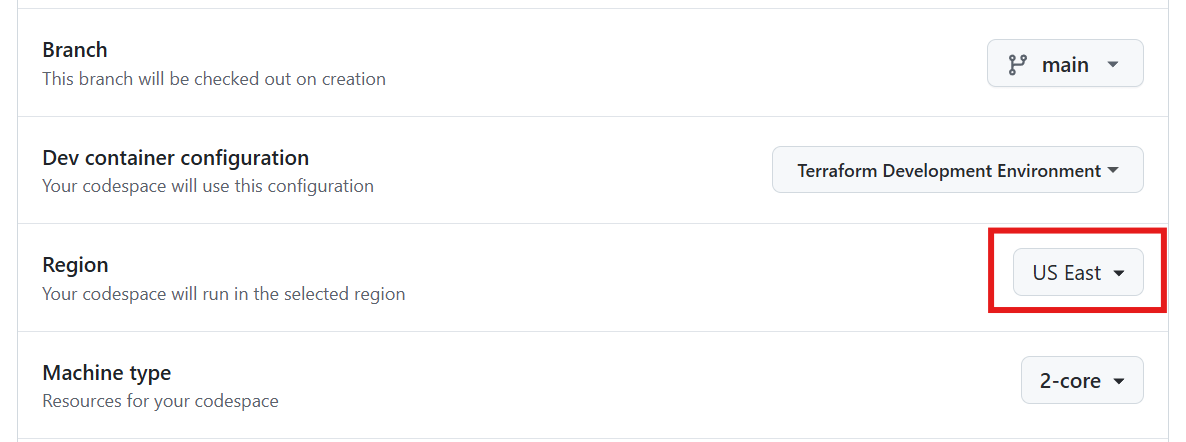 Branch
This branch will be checked out on creation
main
Dev container configuration
Your codespace will use this configuration
Terraform Development Environment
Region
Your codespace will run in the selected region
US East
Machine type
Resources for your codespace
2-core